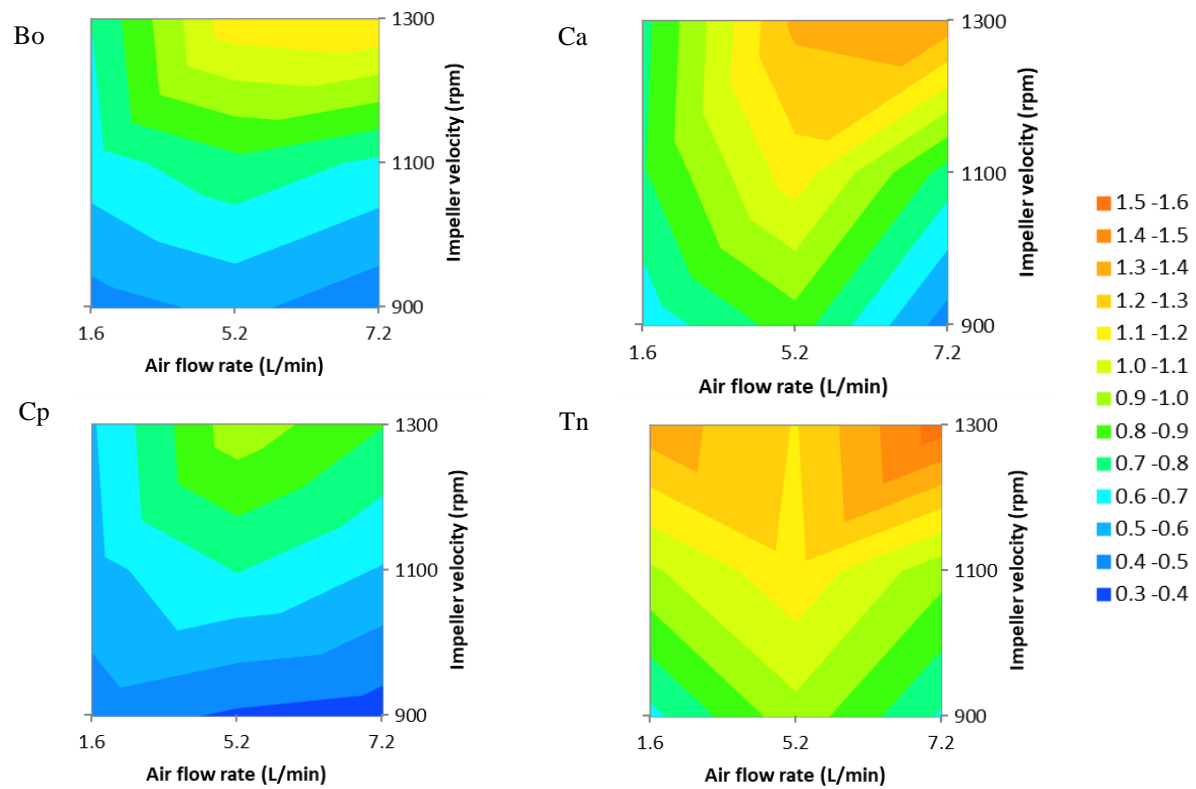 Bo
1300
1100
900
Impeller velocity (rpm)
1.6 5.2 7.2
Air flow rate (L/min)
Ca
1300
1100
900
Impeller velocity (rpm)
1.6 5.2 7.2
Air flow rate (L/min)
Cp
1300
1100
900
Impeller velocity (rpm)
1.6 5.2 7.2
Air flow rate (L/min)
Tn
1300
1100
900
Impeller velocity (rpm)
1.6 5.2 7.2
Air flow rate (L/min)
1.5 -1.6
1.4 -1.5
1.3 -1.4
1.2 -1.3
1.1 -1.2
1.0 -1.1
0.9 -1.0
0.8 -0.9
0.7 -0.8
0.6 -0.7
0.5 -0.6
0.4 -0.5
0.3 -0.4